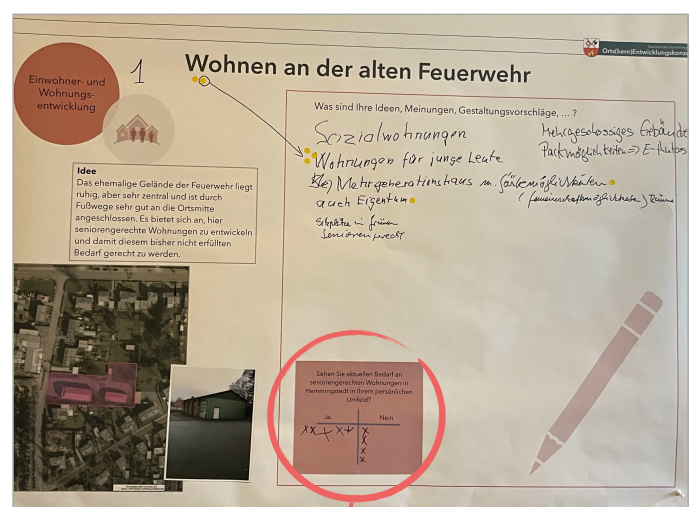 Orts(kern)Entwicklungskonze
Einwohner- und
Wohnungs-
entwicklung
1
Wohnen an der alten Feuerwehr
Was sind Ihre Ideen, Meinungen, Gestaltungsvorschläge, ... ?
Sozialwohnungen
Wohnungen für junge Leute
Mehrgenerationshaus m.
auch Eigentum
Sitzplätze im grünen
Seniorengerecht
Mehrgeschossiges Gebäude
Parkmöglichkeiten => E-Autos
Räume
Idee
Das ehemalige Gelände der Feuerwehr liegt
ruhig, aber sehr zentral und ist durch
Fußwege sehr gut an die Ortsmitte
angeschlossen. Es bietet sich an, hier
seniorengerechte Wohnungen zu entwickeln
und damit diesem bisher nicht erfüllten
Bedarf gerecht zu werden.
Sehen Sie aktuellen Bedarf an
seniorengerechten Wohnungen in
Hemmingstedt in Ihrem persönlichen
Umfeld?
Ja Nein
X X X X X X
X
X
X